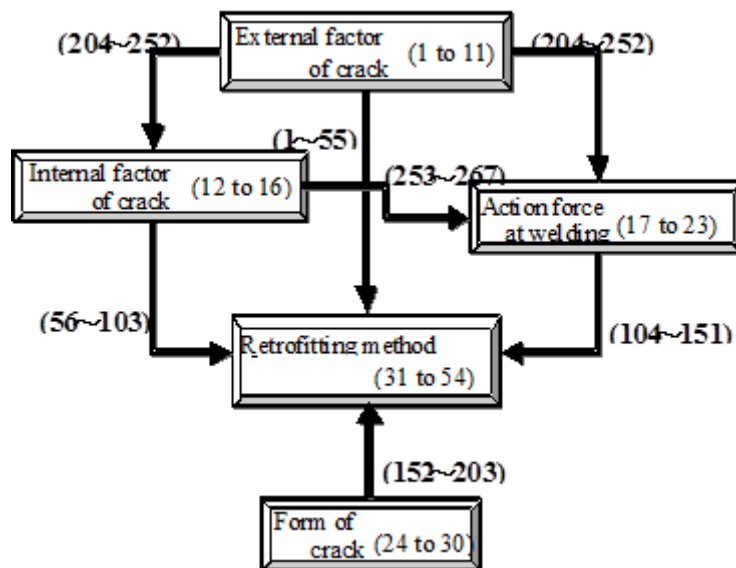 (204~252)
External factor
of crack
(1 to 11)
(204~252)
(1~55)
Internal factor
of crack
(12 to 16)
(253~267)
Action force
at welding
(17 to 23)
(56~103)
Retrofitting method
(31 to 54)
(104~151)
(152~203)
Form of
crack
(24 to 30)